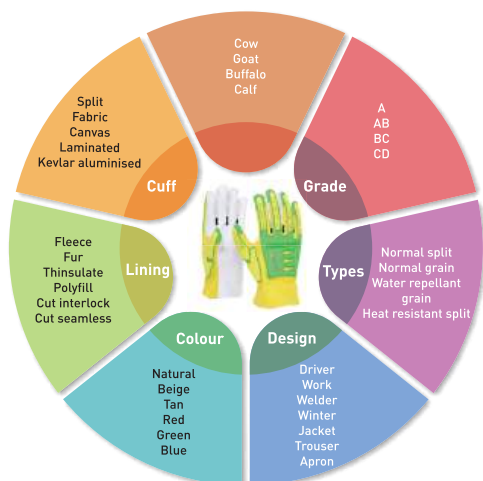 Cow
Goat
Buffalo
Calf
A
AB
BC
CD
Grade
Normal split
Normal grain
Water repellant
grain
Heat resistant split
Types
Design
Driver
Work
Welder
Winter
Jacket
Trouser
Apron
Colour
Natural
Beige
Tan
Red
Green
Blue
Lining
Fleece
Fur
Thinsulate
Polyfill
Cut interlock
Cut seamless
Split
Fabric
Canvas
Laminated
Kevlar aluminised
Cuff